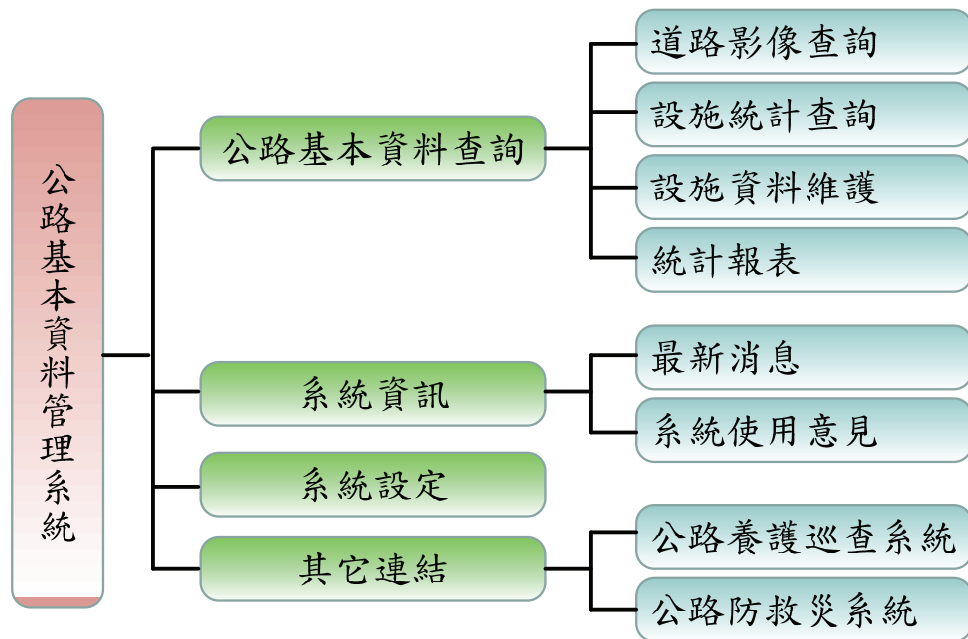 公路基本資料管理系統
公路基本資料查詢
道路影像查詢
設施統計查詢
設施資料維護
統計報表
系統資訊
最新消息
系統使用意見
系統設定
其它連結
公路養護巡查系統
公路防救災系統